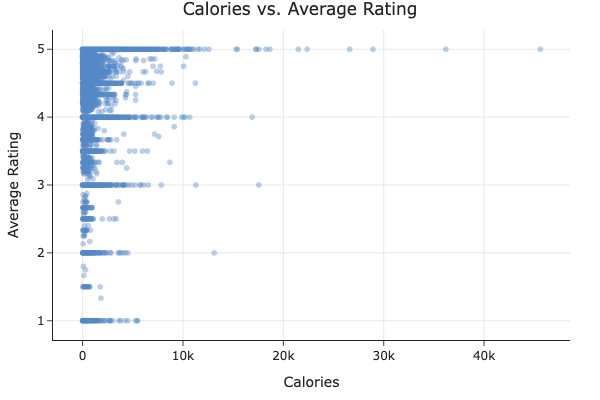 Calories vs. Average Rating
5
4
3
2
1
Average Rating
0
10k
20k
30k
40k
Calories